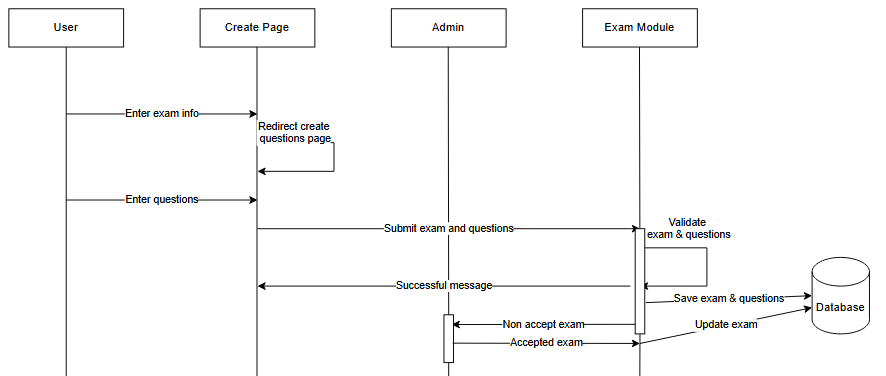 User
Create Page
Admin
Exam Module
Enter exam info
Redirect create
questions page
Enter questions
Submit exam and questions
Validate
exam & questions
Successful message
Save exam & questions
Database
Non accept exam
Update exam
Accepted exam